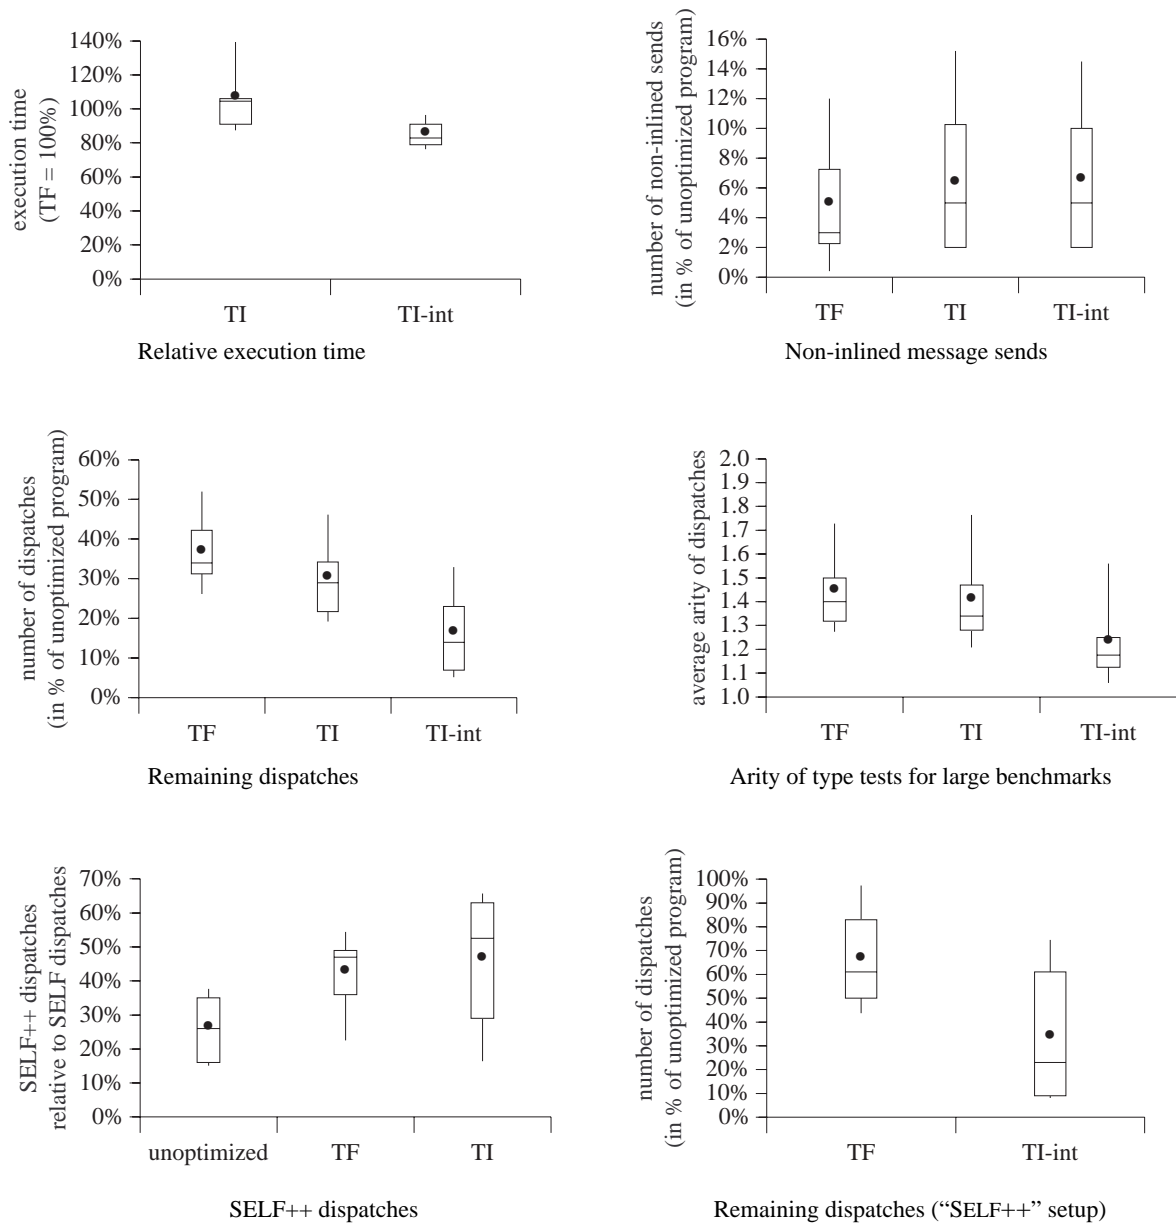 execution time
(TF = 100%)
140%
120%
100%
80%
60%
40%
20%
0%
TI
TI-int
Relative execution time
number of non-inlined sends
(in % of unoptimized program)
16%
14%
12%
10%
8%
6%
4%
2%
0%
TF
TI
TI-int
Non-inlined message sends
number of dispatches
(in % of unoptimized program)
60%
50%
40%
30%
20%
10%
0%
TF
TI
TI-int
Remaining dispatches
average arity of dispatches
2.0
1.9
1.8
1.7
1.6
1.5
1.4
1.3
1.2
1.1
1.0
TF
TI
TI-int
Arity of type tests for large benchmarks
SELF++ dispatches
relative to SELF dispatches
70%
60%
50%
40%
30%
20%
10%
0%
unoptimized
TF
TI
SELF++ dispatches
number of dispatches
(in % of unoptimized program)
100%
90%
80%
70%
60%
50%
40%
30%
20%
10%
0%
TF
TI-int
Remaining dispatches (“SELF++” setup)